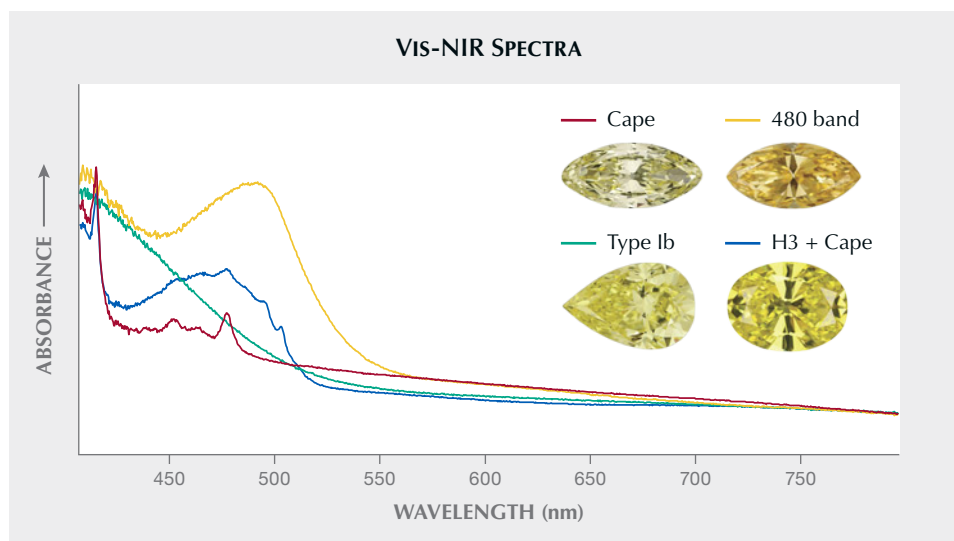 VIS-NIR SPECTRA
Cape
480 band
Type Ib
H3 + Cape
ABSORBANCE
450
500
550
600
650
700
750
WAVELENGTH (nm)